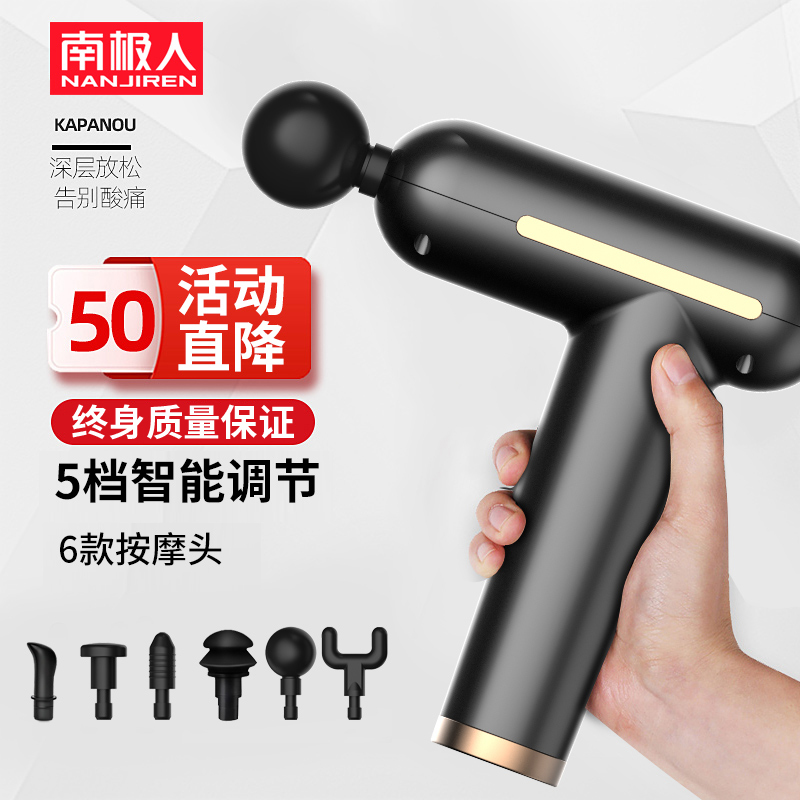 南极人
NANJIREN
KAPANOU
深层放松
告别酸痛
50
活动
直降
终身质量保证
5档智能调节
6款按摩头